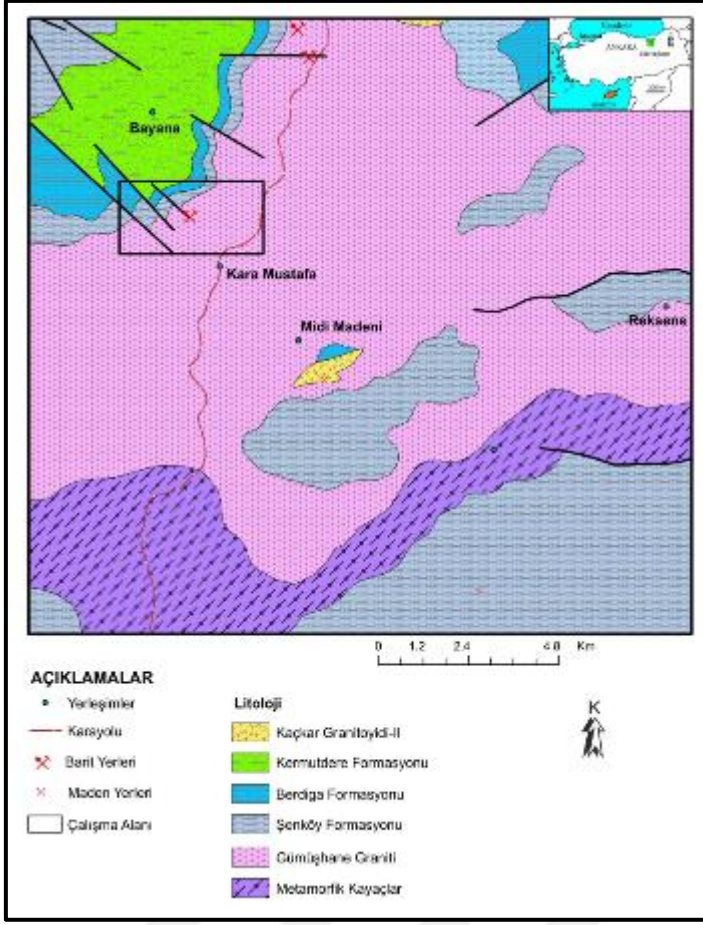 ANKARA
Bayana
Kara Mustafa
Midi Madeni
Reksene
0 1.2 2.4 4.8 Km
AÇIKLAMALAR
Yerleşimler
Karayolu
Barit Yerleri
Maden Yerleri
Çalışma Alanı
Litoloji
Kaçkar Granitoyidi-II
Kermutdere Formasyonu
Berdiga Formasyonu
Şenköy Formasyonu
Gümüşhane Graniti
Metamorfik Kayaçlar
K